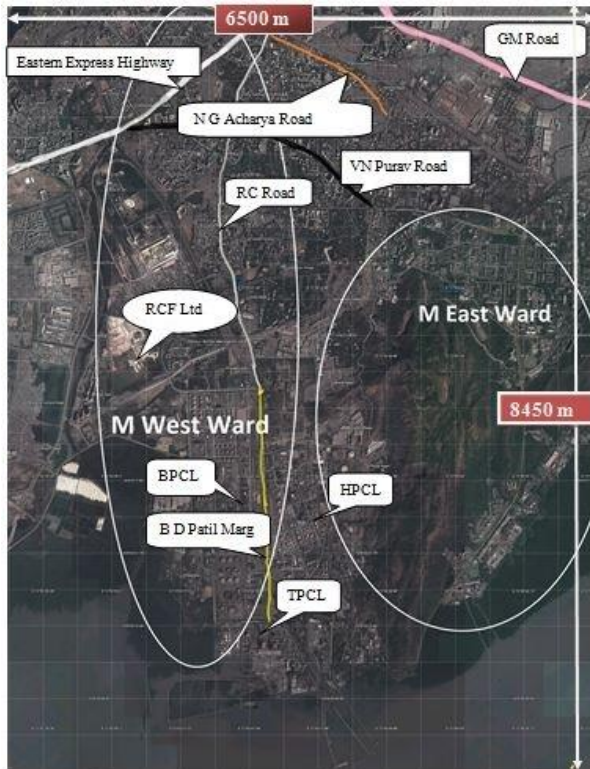 6500 m
GM Road
Eastern Express Highway
N G Acharya Road
VN Purav Road
RC Road
M East Ward
RCF Ltd
8450 m
M West Ward
BPCL
HPCL
B D Patil Marg
TPCL